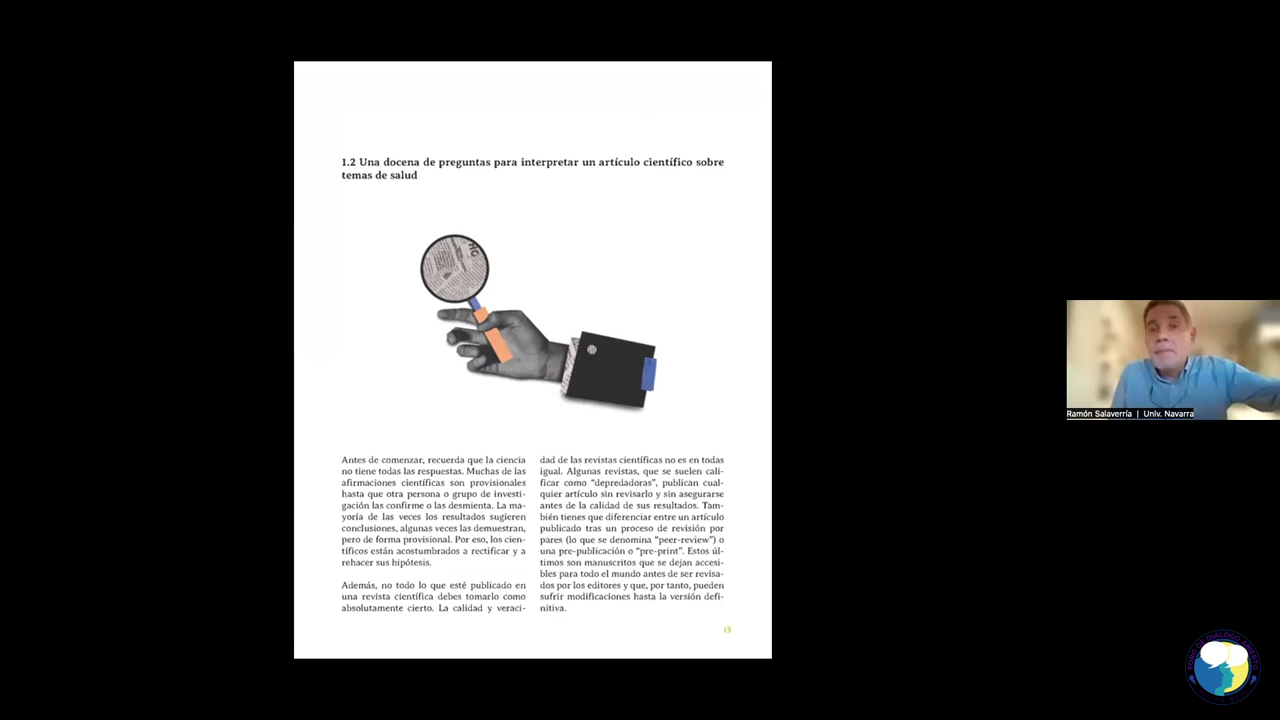 1.2 Una docena de preguntas para interpretar un artículo científico sobre
temas de salud
Antes de comenzar, recuerda que la ciencia
no tiene todas las respuestas. Muchas de las
afirmaciones científicas son provisionales
hasta que otra persona o grupo de investi-
gación las confirme o las desmienta. La ma-
yoría de las veces los resultados sugieren
conclusiones, algunas veces las demuestran,
pero de forma provisional. Por eso, los cien-
tíficos están acostumbrados a rectificar y a
rehacer sus hipótesis.
Además, no todo lo que esté publicado en
una revista científica debes tomarlo como
absolutamente cierto. La calidad y veraci-
dad de las revistas científicas no es en todas
igual. Algunas revistas, que se suelen cali-
ficar como “depredadoras”, publican cual-
quier artículo sin revisarlo y sin asegurarse
antes de la calidad de sus resultados. Tam-
bién tienes que diferenciar entre un artículo
publicado tras un proceso de revisión por
pares (lo que se denomina “peer-review”) o
una pre-publicación o “pre-print”. Estos úl-
timos son manuscritos que se dejan accesi-
bles para todo el mundo antes de ser revisa-
dos por los editores y que, por tanto, pueden
sufrir modificaciones hasta la versión defi-
nitiva.
13
Ramón Salaverría | Univ. Navarra
FORO DE DIÁLOGO ABIERTO